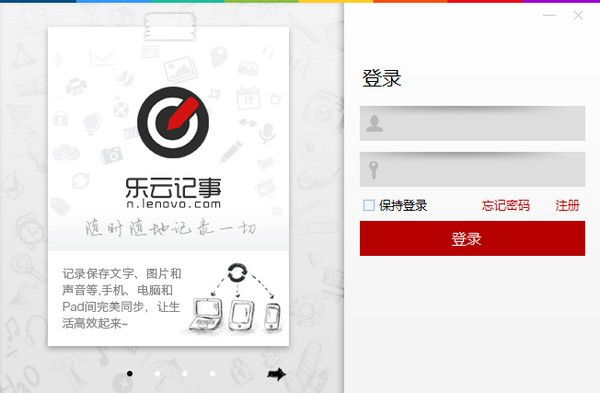 乐云记事
n.lenovo.com
随时随地记录一切
记录保存文字、图片和
声音等,手机、电脑和
Pad间完美同步，让生
活高效起来~
登录
保持登录
忘记密码
注册
登录